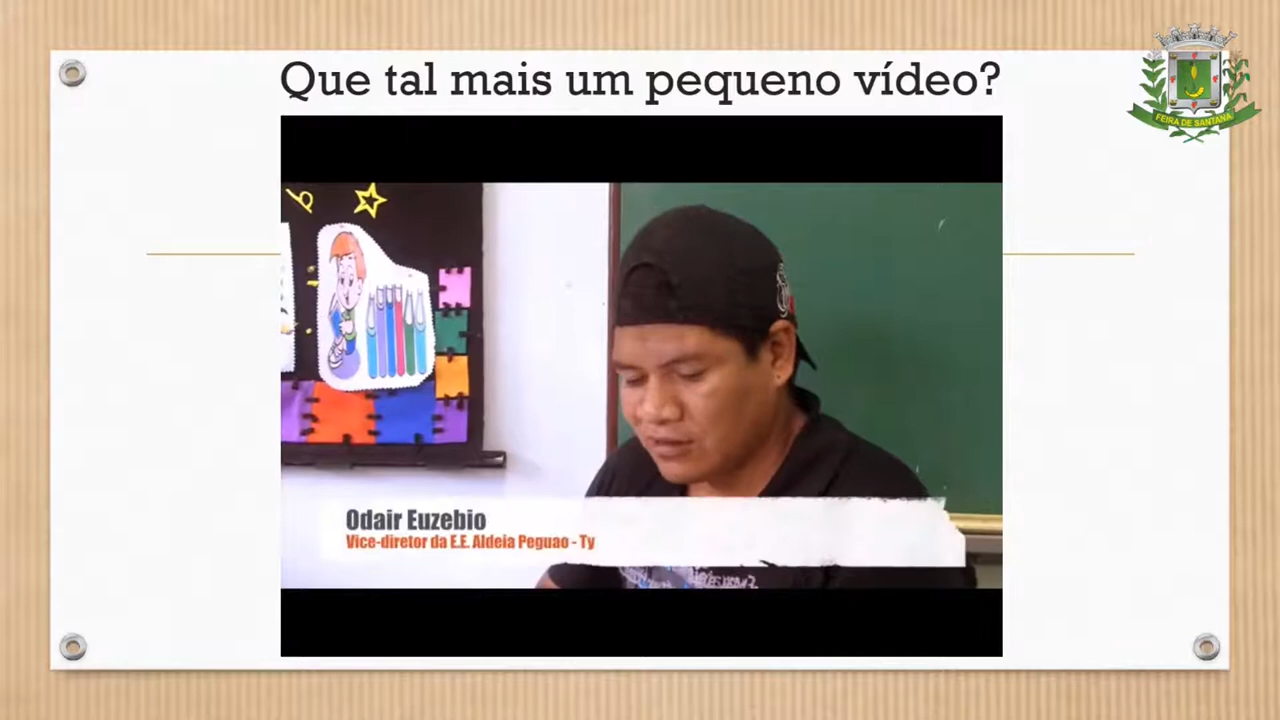 Que tal mais um pequeno vídeo?
FEIRA DE SANTANA
Odair Euzebio
Vice-diretor da E.E. Aldeia Peguao - Ty